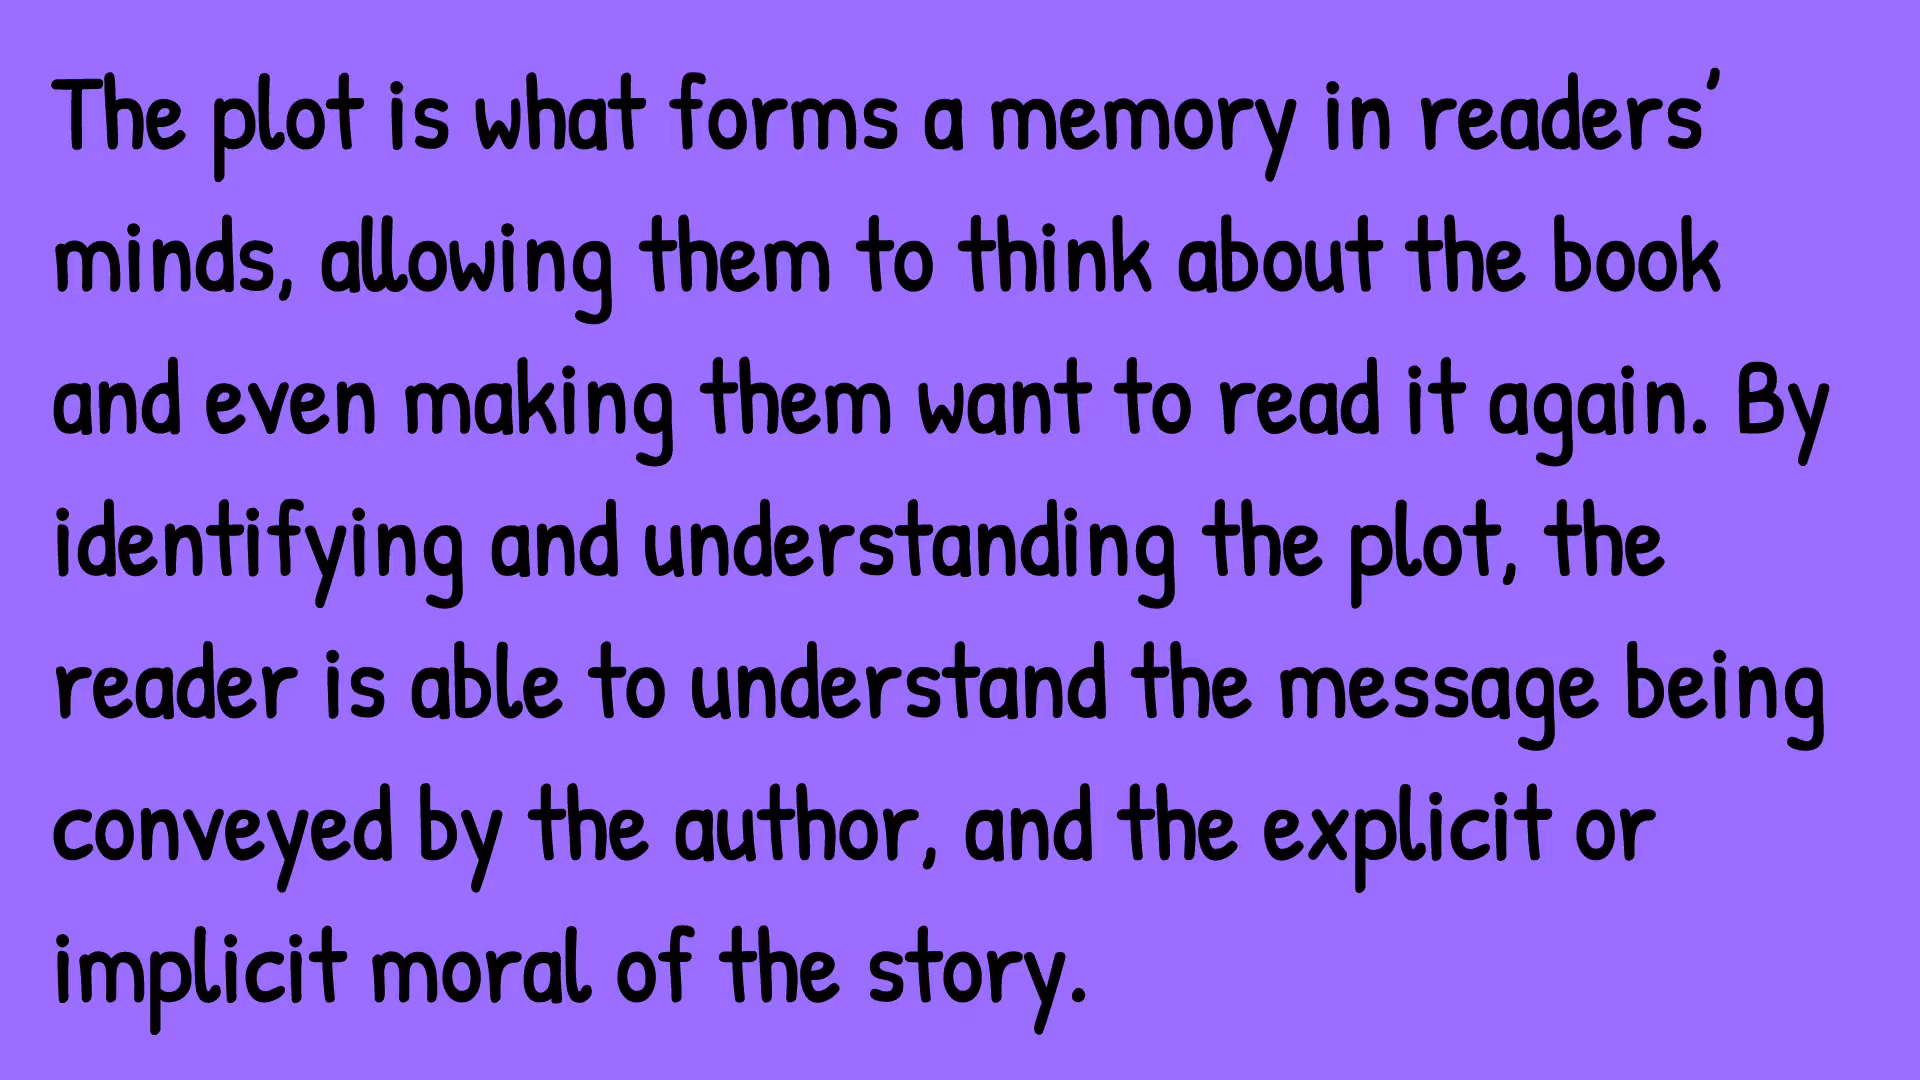 The plot is what forms a memory in readers’
minds, allowing them to think about the book
and even making them want to read it again. By
identifying and understanding the plot, the
reader is able to understand the message being
conveyed by the author, and the explicit or
implicit moral of the story.